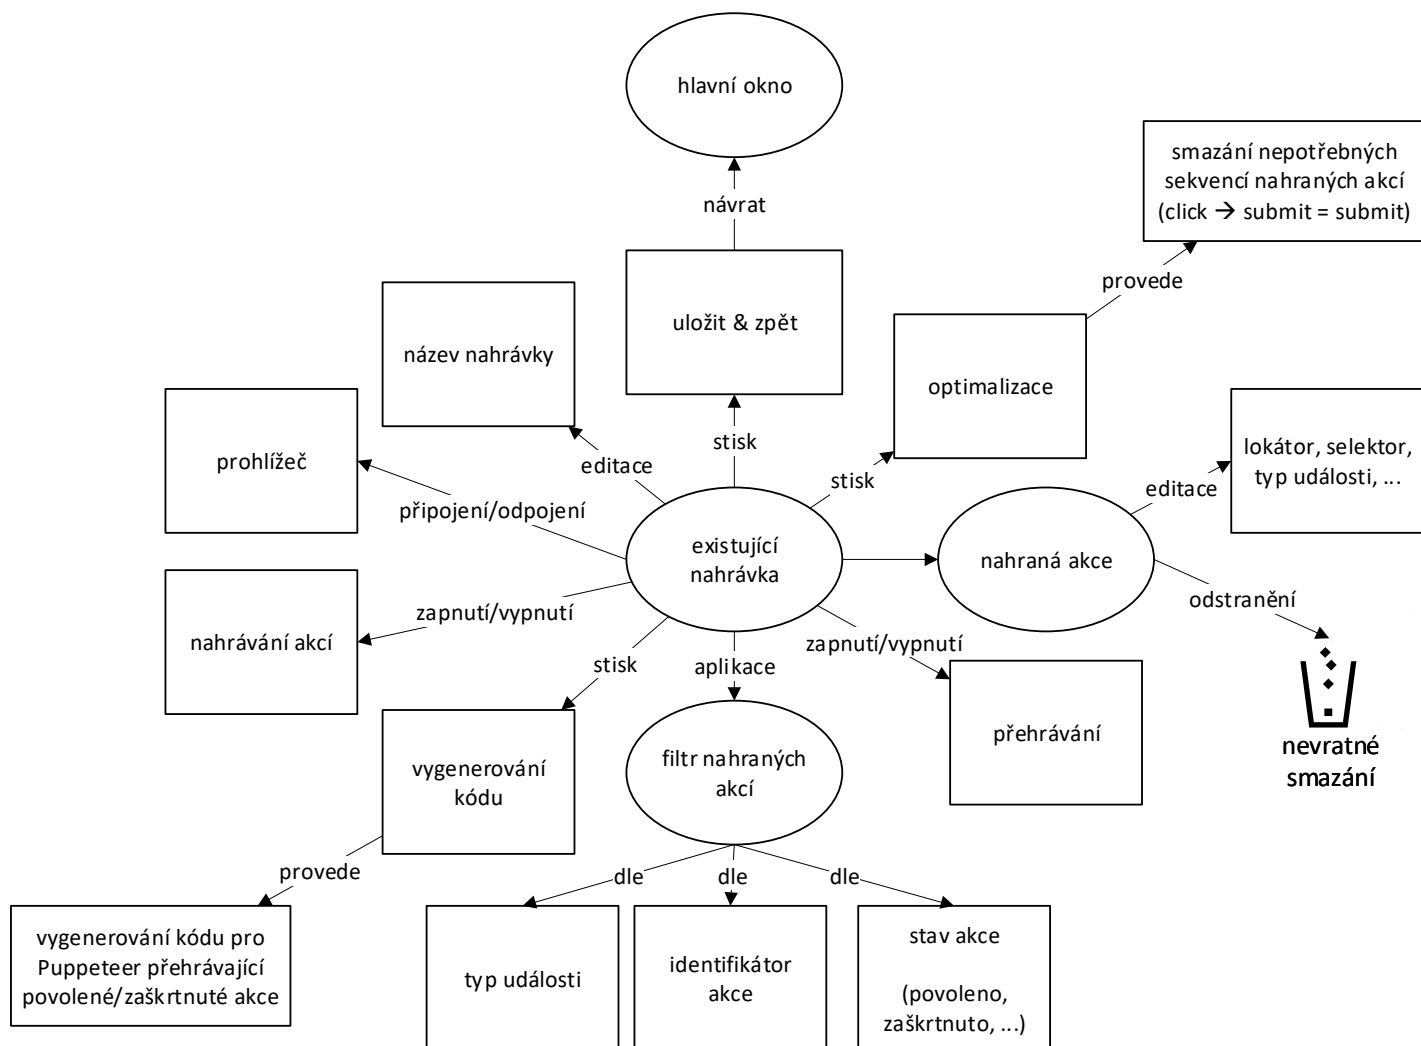 hlavní okno
návrat
smazání nepotřebných
sekvencí nahraných akcí
(click → submit = submit)
provede
uložit & zpět
název nahrávky
optimalizace
prohlížeč
stisk
editace
stisk
lokátor, selektor,
typ události, ...
editace
připojení/odpojení
existující
nahrávka
nahraná akce
odstranění
nahrávání akcí
zapnutí/vypnutí
stisk
aplikace
zapnutí/vypnutí
přehrávání
nevratné
smazání
vygenerování
kódu
filtr nahraných
akcí
provede
dle
dle
dle
vygenerování kódu pro
Puppeteer přehrávající
povolené/zaškrtnuté akce
typ události
identifikátor
akce
stav akce
(povoleno,
zaškrtnuto, ...)